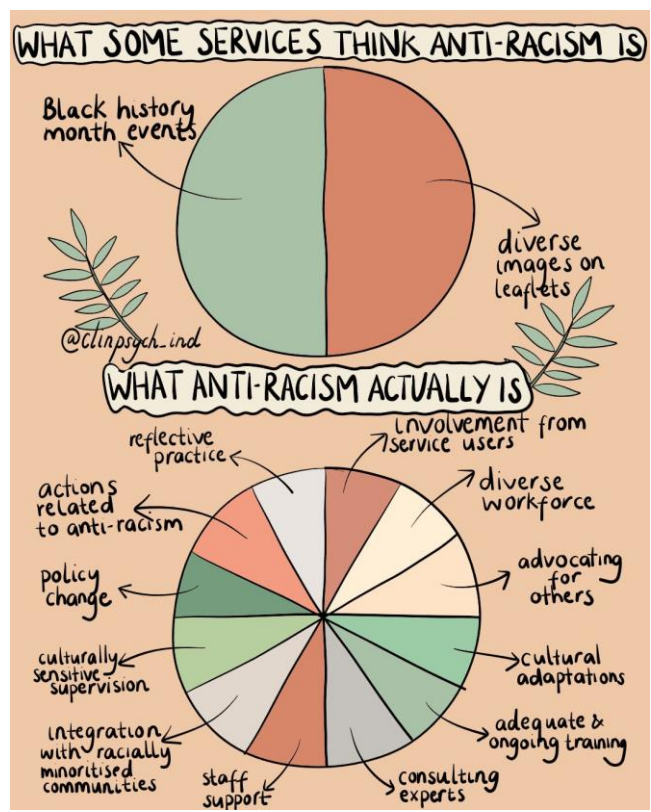 WHAT SOME SERVICES THINK ANTI-RACISM IS
Black history
month events
diverse
images on
leaflets
@clinpsych_ind
WHAT ANTI-RACISM ACTUALLY IS
involvement from
service users
diverse
workforce
advocating
for
others
cultural
adaptations
adequate &
ongoing training
consulting
experts
staff
support
integration
with racially
minoritised
communities
culturally
sensitive
supervision
policy
change
actions
related
to anti-racism
reflective
practice